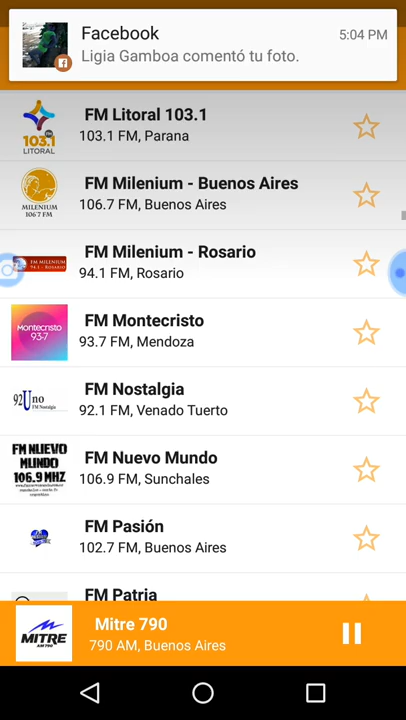 Facebook
5:04 PM
Ligia Gamboa comentó tu foto.
FM Litoral 103.1
103.1 FM, Parana
103.1
LITORAL
FM Milenium - Buenos Aires
106.7 FM, Buenos Aires
MILENIUM
106.7 FM
FM Milenium - Rosario
94.1 FM, Rosario
FM MILENIUM
FM Montecristo
93.7 FM, Mendoza
Montecristo
93•7
FM Nostalgia
92.1 FM, Venado Tuerto
92Uno
FM Nostalgia
FM Nuevo Mundo
106.9 FM, Sunchales
FM NUEVO
MUNDO
106.9 MHZ
FM Pasión
102.7 FM, Buenos Aires
FM Patria
Mitre 790
790 AM, Buenos Aires
MITRE
AM 790